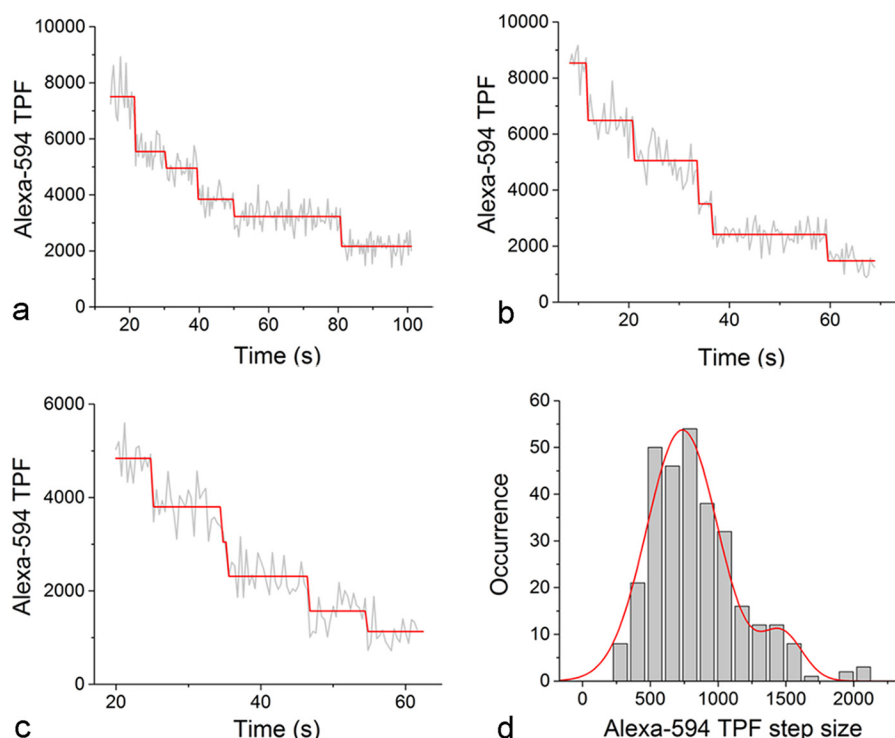 10000
8000
6000
4000
2000
0
Alexa-594 TPF
20 40 60 80 100
Time (s)
a
10000
8000
6000
4000
2000
0
Alexa-594 TPF
20 40 60
Time (s)
b
6000
4000
2000
0
Alexa-594 TPF
20 40 60
Time (s)
c
60
50
40
30
20
10
0
Occurrence
0 500 1000 1500 2000
Alexa-594 TPF step size
d